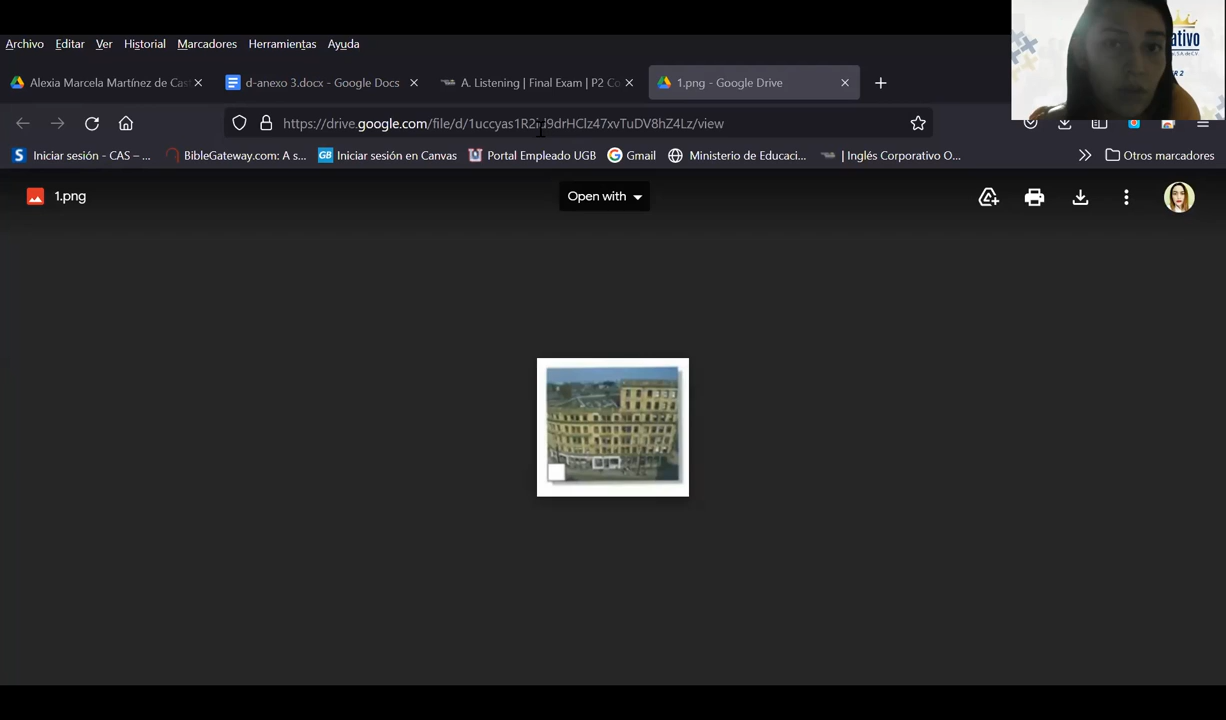 Archivo Editar Ver Historial Marcadores Herramientas Ayuda
Alexia Marcela Martínez de Cas
d-anexo 3.docx - Google Docs
A. Listening | Final Exam | P2 Co
1.png - Google Drive
https://drive.google.com/file/d/1uccyas1R2 9drHClz47xvTuDV8hZ4Lz/view
Iniciar sesión - CAS – ...
BibleGateway.com: A s...
GB Iniciar sesión en Canvas
Portal Empleado UGB
Gmail
Ministerio de Educaci...
| Inglés Corporativo O...
Otros marcadores
1.png
Open with
ativo
S.A. de C.V.
R 2